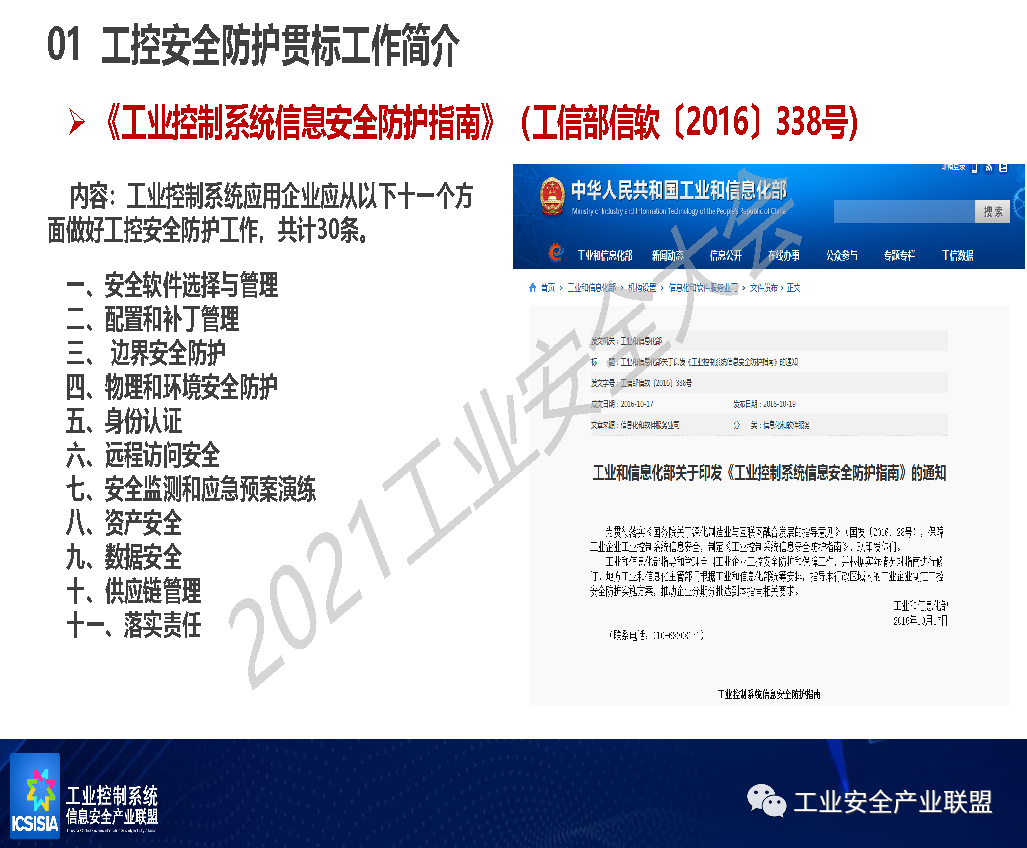 01 工控安全防护贯标工作简介
《工业控制系统信息安全防护指南》（工信部信软〔2016〕338号)
内容：工业控制系统应用企业应从以下十一个方
面做好工控安全防护工作，共计30条。
一、安全软件选择与管理
二、配置和补丁管理
三、 边界安全防护
四、物理和环境安全防护
五、身份认证
六、远程访问安全
七、安全监测和应急预案演练
八、资产安全
九、数据安全
十、供应链管理
十一、落实责任
中华人民共和国工业和信息化部
Ministry of Industry and Information Technology of the People's Republic of China
搜 索
工业和信息化部 新闻动态 信息公开 在线办事 公众参与 专题专栏 工信数据
首页 > 工业和信息化部 > 机构设置 > 信息化和软件服务业司 > 文件发布 > 正文
发文机关：工业和信息化部
标 题：工业和信息化部关于印发《工业控制系统信息安全防护指南》的通知
发文字号：工信部信软〔2016〕338号
成文日期：2016-10-17 发布日期：2016-10-19
文章来源：信息化和软件服务业司 分 类：信息化和软件服务
工业和信息化部关于印发《工业控制系统信息安全防护指南》的通知
工业和信息化部
2016年10月17日
工业控制系统信息安全防护指南
2021工业安全大会
ICSISIA
工业控制系统
信息安全产业联盟
工业安全产业联盟